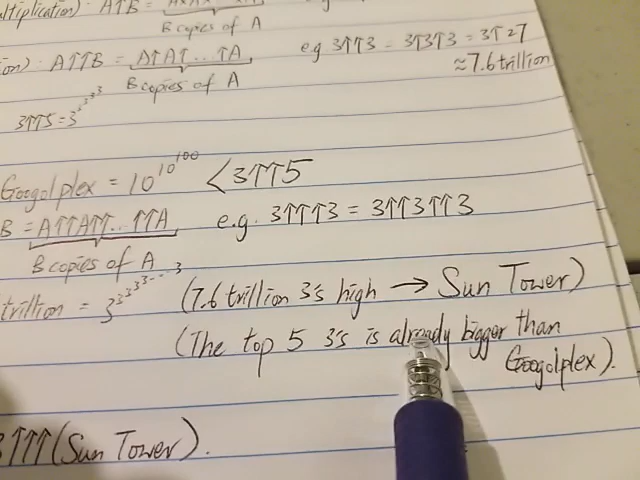 ultiplication): A↑B = A×A×...×A
B copies of A
ion): A↑↑B = A↑A↑...↑A e.g 3↑↑3 = 3↑3↑3 = 3↑27
B copies of A ≈7.6 trillion
3↑↑5 = 3^3^3^3^3
Googolplex = 10^10^100 < 3↑↑5
B = A↑↑A↑↑...↑↑A e.g. 3↑↑↑3 = 3↑↑3↑↑3
B copies of A
trillion = 3^3^3^3^3^3...3 (7.6 trillion 3's high → Sun Tower)
(The top 5 3's is already bigger than
Googolplex).
3↑↑↑(Sun Tower).